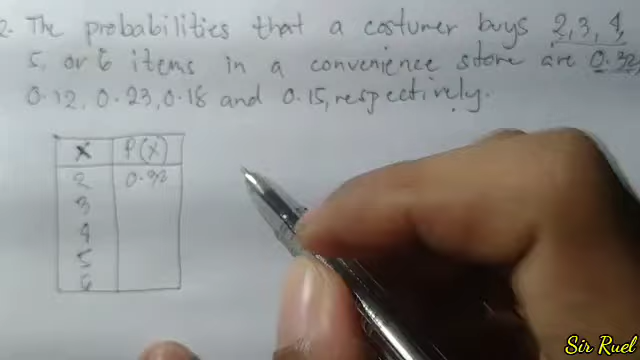 2. The probabilities that a costumer buys 2, 3, 4,
5, or 6 items in a convenience store are 0.32,
0.12, 0.23, 0.18 and 0.15, respectively.
X P(X)
2 0.32
3
4
5
6
Sir Ruel